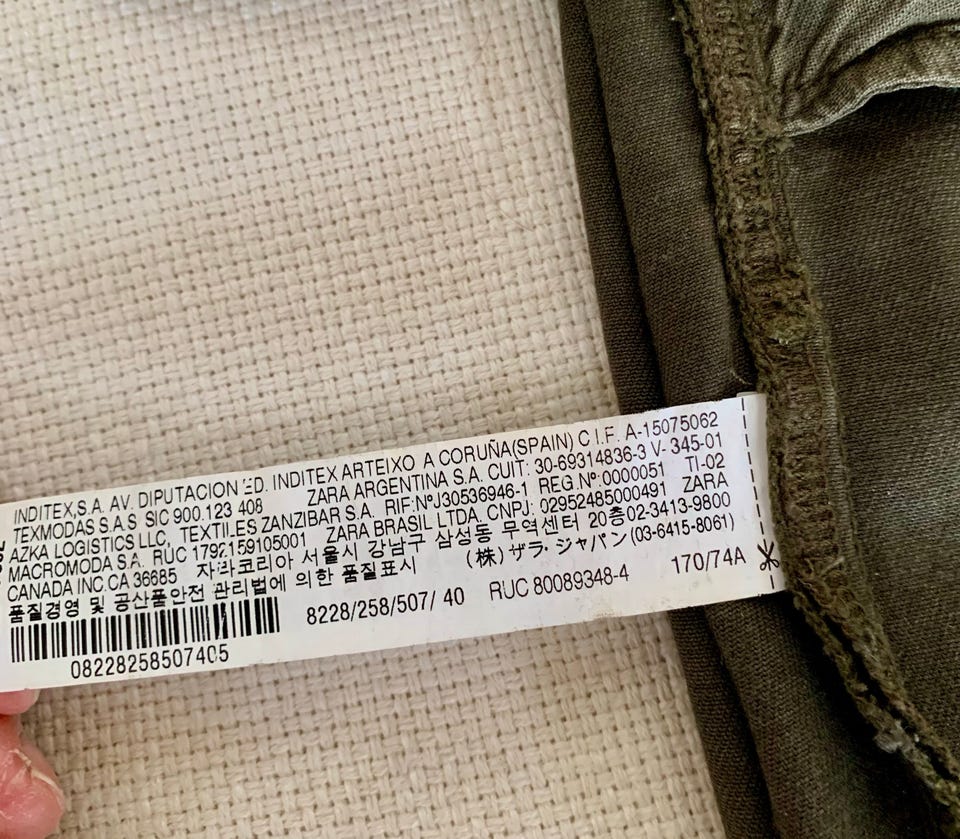 INDITEX,S.A. AV. DIPUTACION ED. INDITEX ARTEIXO A CORUÑA(SPAIN) C I.F. A-15075062
TEXMODAS S.A.S SIC 900.123 408 ZARA ARGENTINA S.A. CUIT: 30-69314836-3 V- 345-01
AZKA LOGISTICS,LLC, TEXTILES ZANZIBAR S.A. RIF:NºJ30536946-1 REG.Nº:0000051 TI-02
MACROMODA S.A. RUC 1792159105001 ZARA BRASIL LTDA, CNPJ: 02952485000491 ZARA
CANADA INC.CA 36685 자라코리아 서울시 강남구 삼성동 무역센터 20층02-3413-9800
품질경영 및 공산품안전 관리법에 의한 품질표시 (株) ザラ・ジャパン (03-6415-8061)
8228/258/507/ 40 RUC 80089348-4 170/74A
08228258507405